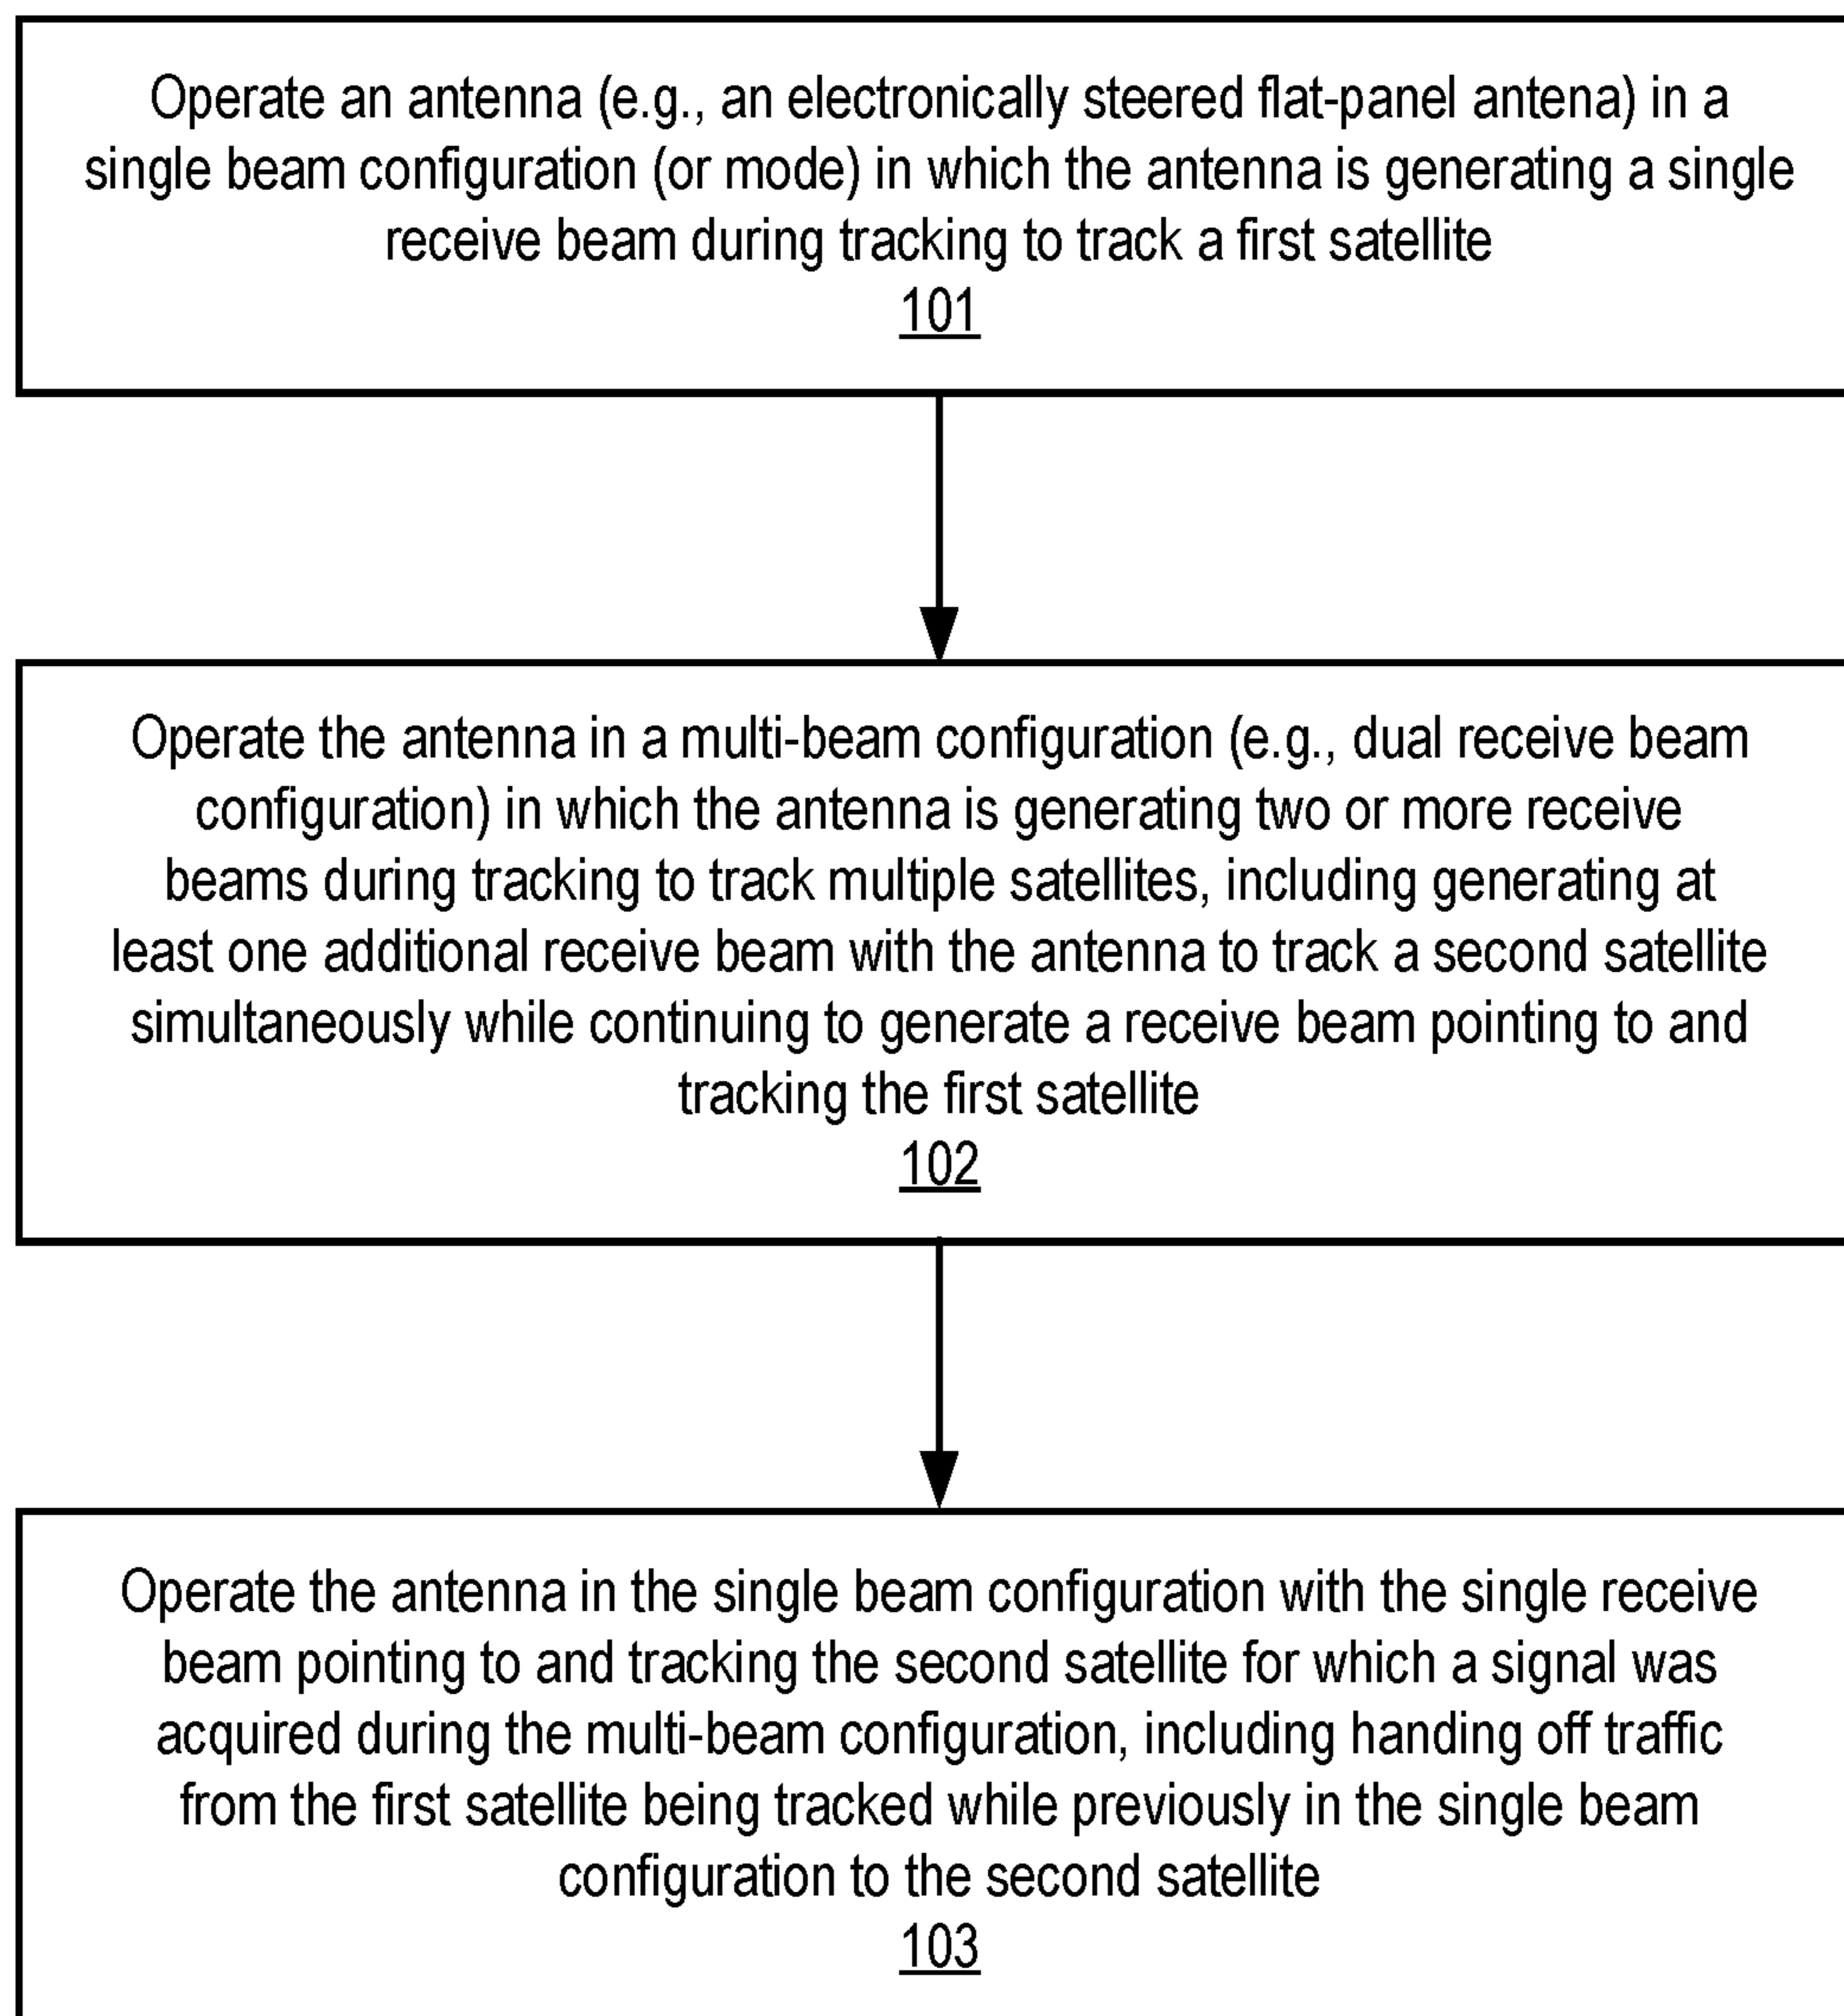 Operate an antenna (e.g., an electronically steered flat-panel antena) in a
single beam configuration (or mode) in which the antenna is generating a single
receive beam during tracking to track a first satellite
101
Operate the antenna in a multi-beam configuration (e.g., dual receive beam
configuration) in which the antenna is generating two or more receive
beams during tracking to track multiple satellites, including generating at
least one additional receive beam with the antenna to track a second satellite
simultaneously while continuing to generate a receive beam pointing to and
tracking the first satellite
102
Operate the antenna in the single beam configuration with the single receive
beam pointing to and tracking the second satellite for which a signal was
acquired during the multi-beam configuration, including handing off traffic
from the first satellite being tracked while previously in the single beam
configuration to the second satellite
103